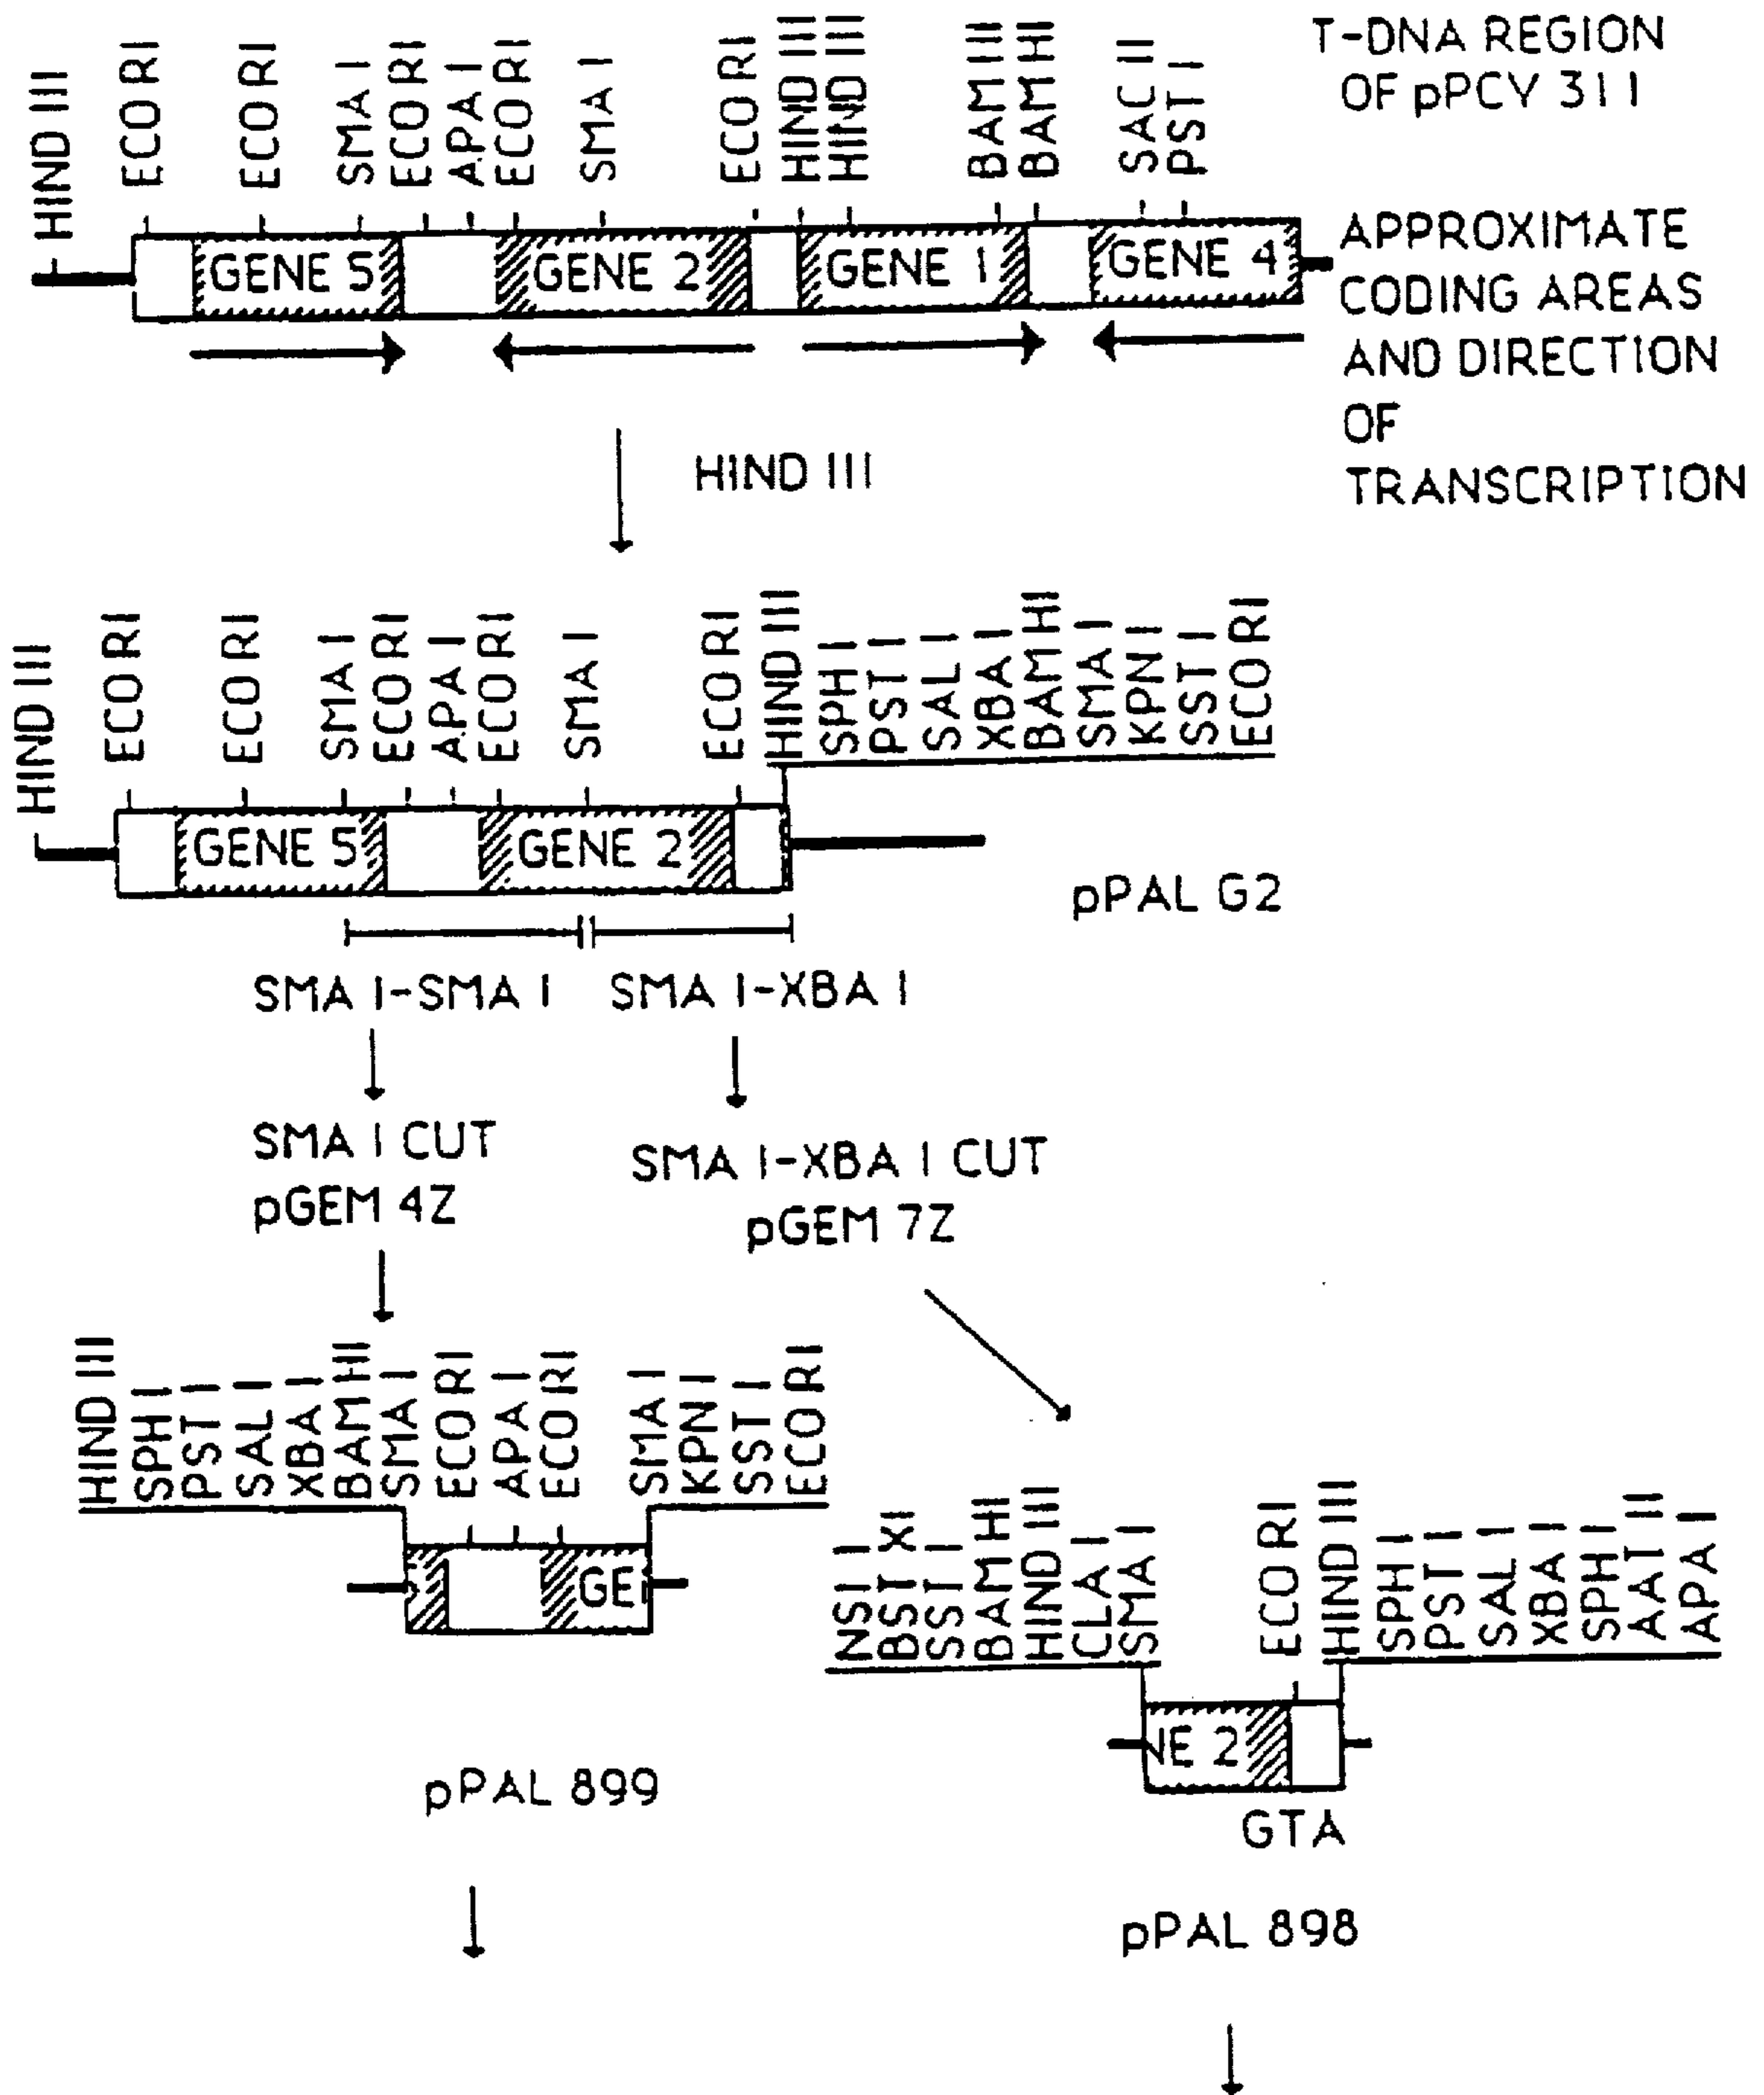 HIND III
ECO RI
ECO RI
SMA I
ECO RI
APA I
ECO RI
SMA I
ECO RI
HIND III
HIND III
BAM III
BAM HI
SAC II
PST I
T-DNA REGION
OF pPCV 311
GENE 5
GENE 2
GENE 1
GENE 4
APPROXIMATE
CODING AREAS
AND DIRECTION
OF
TRANSCRIPTION
HIND III
HIND III
ECO RI
ECO RI
SMA I
ECO RI
APA I
ECO RI
SMA I
ECO RI
HIND III
SPH I
PST I
SAL I
XBA I
BAM HI
SMA I
KPN I
SST I
ECO RI
GENE 5
GENE 2
pPAL G2
SMA I-SMA I
SMA I-XBA I
SMA I CUT
pGEM 4Z
SMA I-XBA I CUT
pGEM 7Z
HIND III
SPH I
PST I
SAL I
XBA I
BAM HI
SMA I
ECO RI
APA I
ECO RI
SMA I
KPN I
SST I
ECO RI
GEI
pPAL 899
NSI I
BST XI
SST I
BAM HI
HIND III
CLA I
SMA I
ECO RI
HIND III
SPH I
PST I
SAL I
XBA I
SPH I
AAT II
APA I
NE 2
GTA
pPAL 898